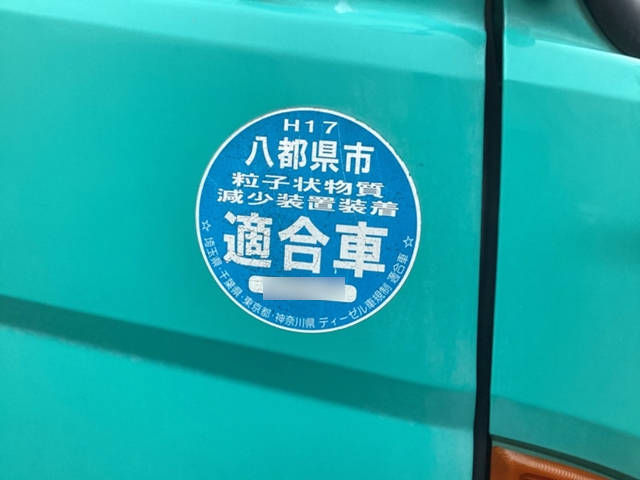 H17
八都県市
粒子状物質
減少装置装着
適合車
☆埼玉県・千葉県・東京都・神奈川県 ディーゼル車規制 適合車☆